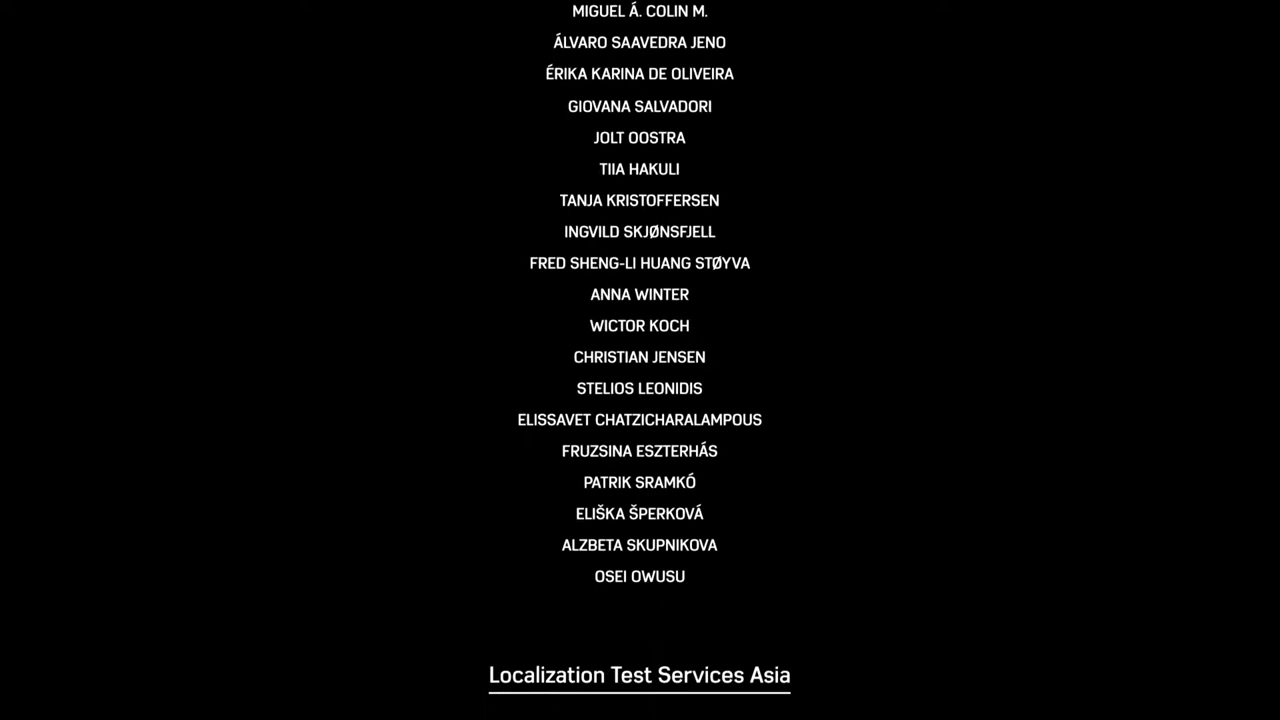 MIGUEL Á. COLIN M.
ÁLVARO SAAVEDRA JENO
ÉRIKA KARINA DE OLIVEIRA
GIOVANA SALVADORI
JOLT OOSTRA
TIIA HAKULI
TANJA KRISTOFFERSEN
INGVILD SKJØNSFJELL
FRED SHENG-LI HUANG STØYVA
ANNA WINTER
WICTOR KOCH
CHRISTIAN JENSEN
STELIOS LEONIDIS
ELISSAVET CHATZICHARALAMPOUS
FRUZSINA ESZTERHÁS
PATRIK SRAMKÓ
ELIŠKA ŠPERKOVÁ
ALZBETA SKUPNIKOVA
OSEI OWUSU
Localization Test Services Asia